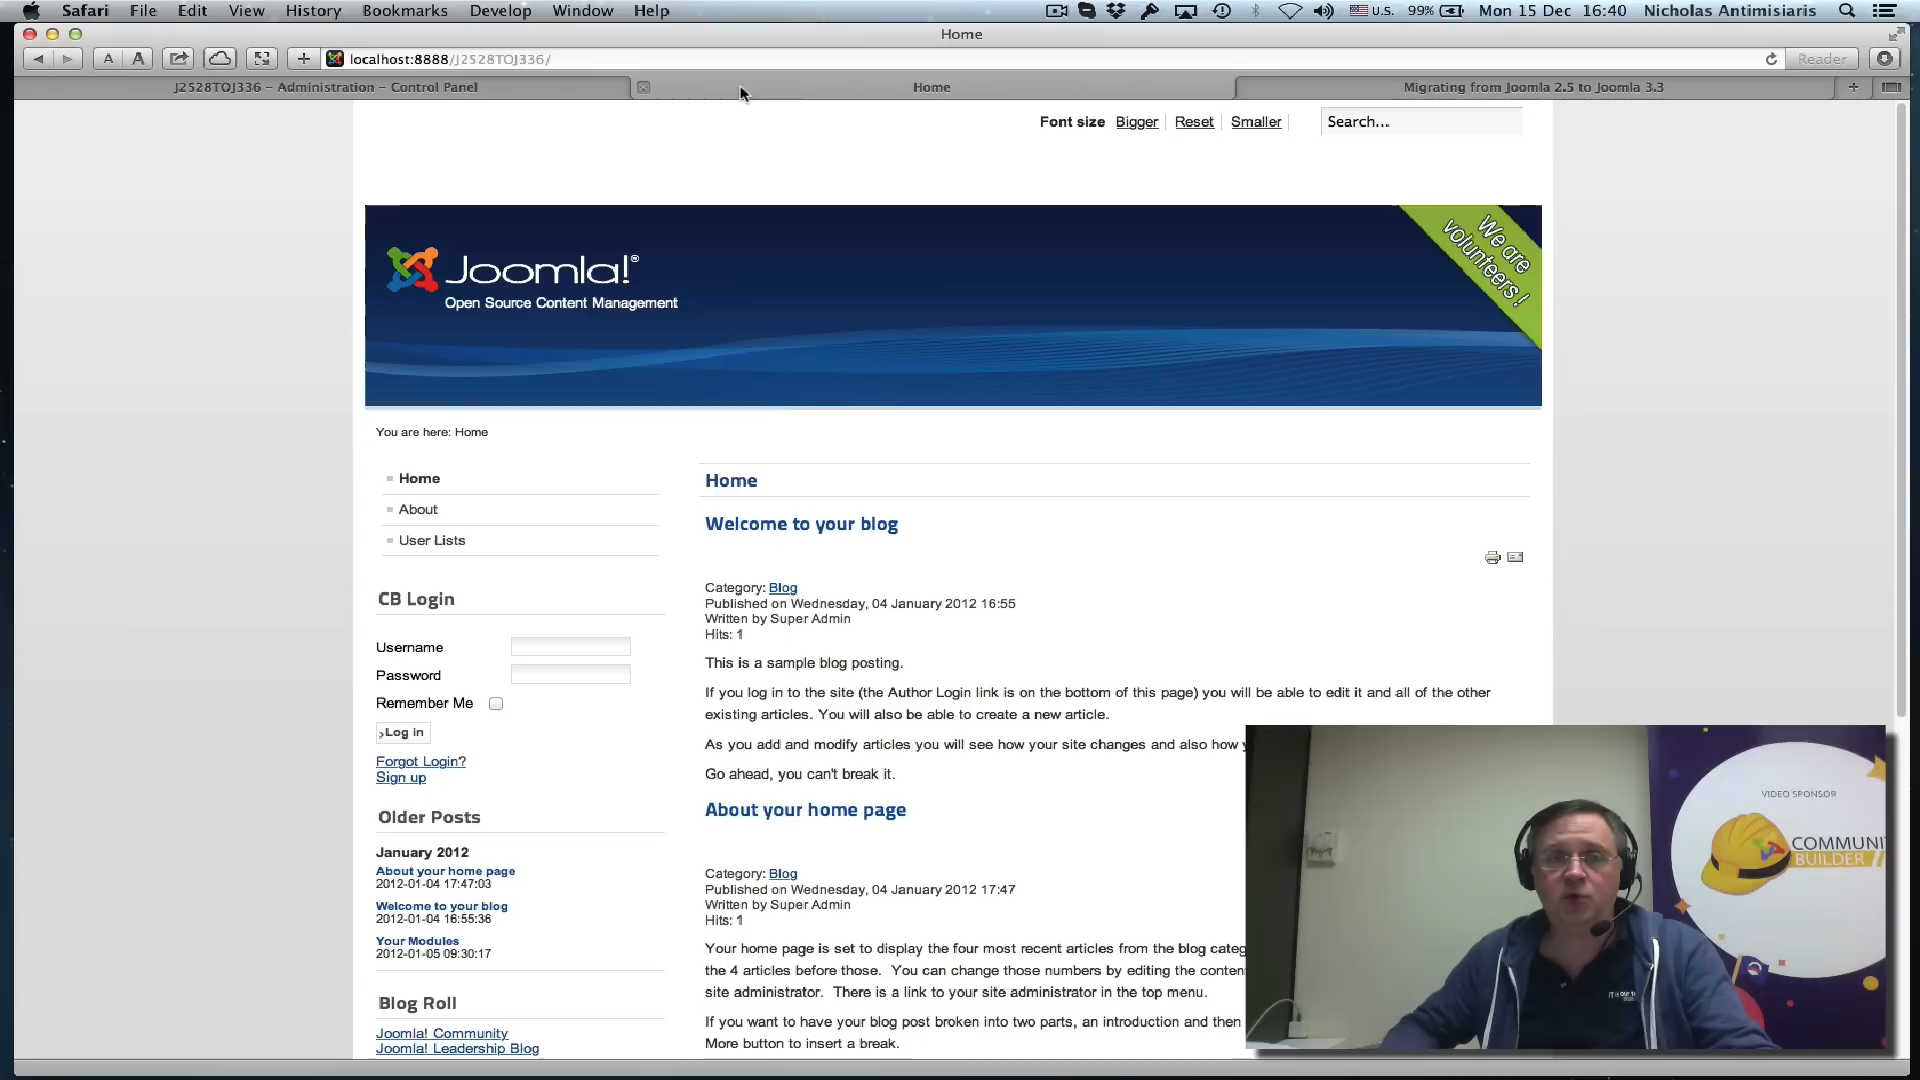 Safari File Edit View History Bookmarks Develop Window Help U.S. 99% Mon 15 Dec 16:40 Nicholas Antimisiaris
Home
A A localhost:8888/J2528TOJ336/ Reader
J2528TOJ336 – Administration – Control Panel Home Migrating from Joomla 2.5 to Joomla 3.3
Font size Bigger Reset Smaller Search...
We are
volunteers!
Joomla!®
Open Source Content Management
You are here: Home
Home
About
User Lists
CB Login
Username
Password
Remember Me
Log in
Forgot Login?
Sign up
Older Posts
January 2012
About your home page
2012-01-04 17:47:03
Welcome to your blog
2012-01-04 16:55:36
Your Modules
2012-01-05 09:30:17
Blog Roll
Joomla! Community
Joomla! Leadership Blog
Home
Welcome to your blog
Category: Blog
Published on Wednesday, 04 January 2012 16:55
Written by Super Admin
Hits: 1
This is a sample blog posting.
If you log in to the site (the Author Login link is on the bottom of this page) you will be able to edit it and all of the other
existing articles. You will also be able to create a new article.
As you add and modify articles you will see how your site changes and also how
Go ahead, you can't break it.
About your home page
Category: Blog
Published on Wednesday, 04 January 2012 17:47
Written by Super Admin
Hits: 1
Your home page is set to display the four most recent articles from the blog categ
the 4 articles before those. You can change those numbers by editing the conten
site administrator. There is a link to your site administrator in the top menu.
If you want to have your blog post broken into two parts, an introduction and then
More button to insert a break.
VIDEO SPONSOR
COMMUNI
BUILDER